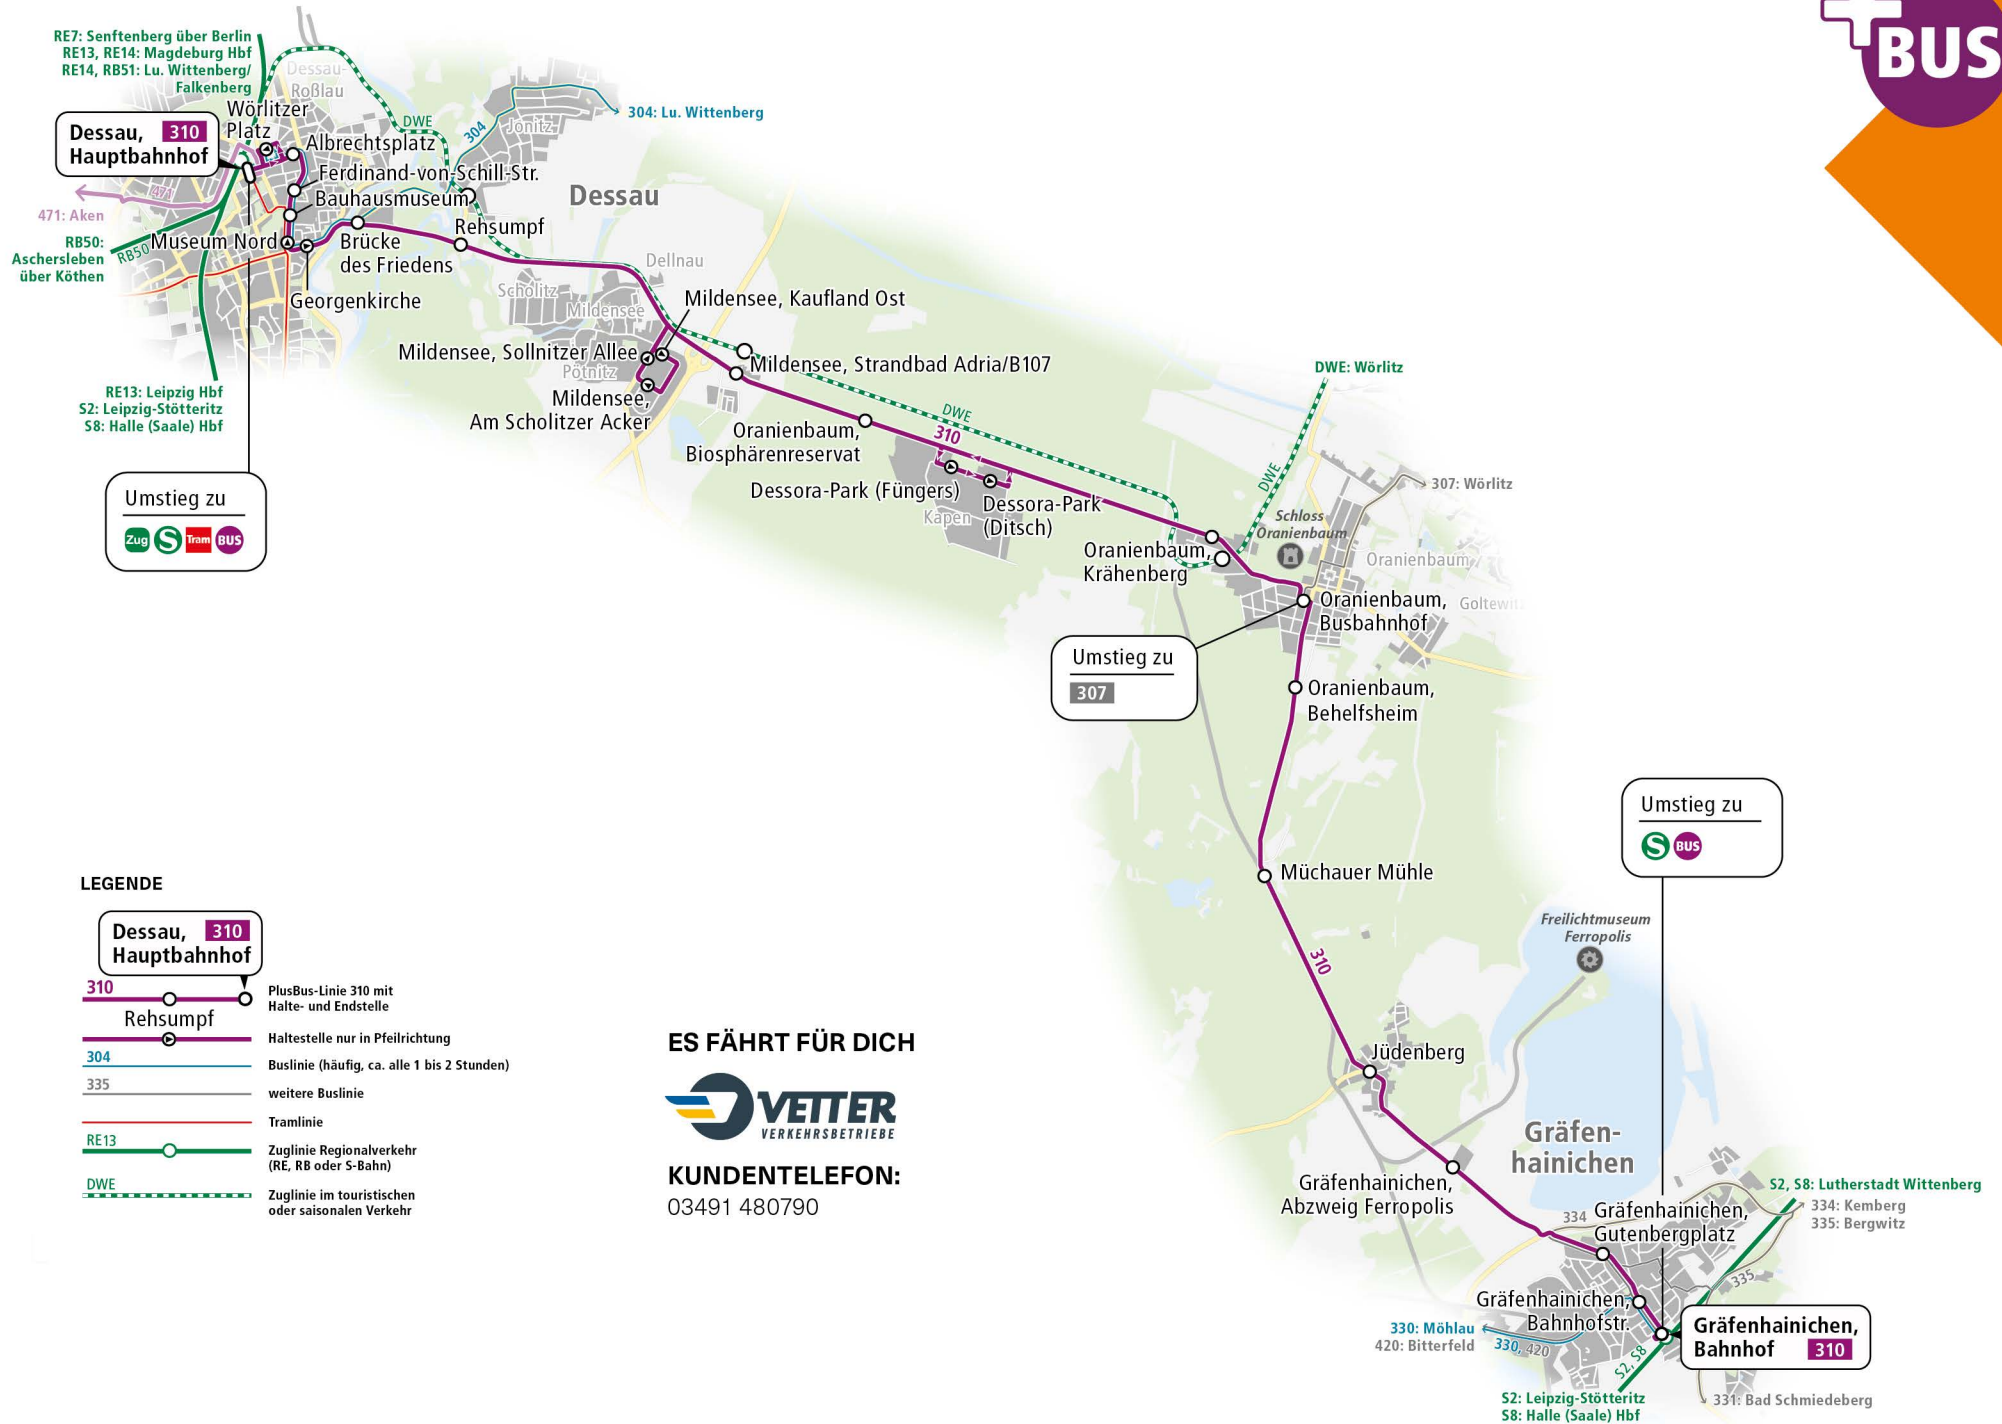 BUS
RE7: Senftenberg über Berlin
RE13, RE14: Magdeburg Hbf
RE14, RB51: Lu. Wittenberg/
Falkenberg
Dessau-
Roßlau
Wörlitzer
Platz
Dessau, 310
Hauptbahnhof
Albrechtsplatz
Ferdinand-von-Schill-Str.
Bauhausmuseum
Museum Nord
Georgenkirche
Brücke
des Friedens
Rehsumpf
DWE
304
Jonitz
304: Lu. Wittenberg
Dessau
471
471: Aken
RB50:
Aschersleben
über Köthen
RB50
RE13: Leipzig Hbf
S2: Leipzig-Stötteritz
S8: Halle (Saale) Hbf
Umstieg zu
Zug S Tram BUS
Dellnau
Scholitz
Mildensee
Pötnitz
Mildensee, Kaufland Ost
Mildensee, Sollnitzer Allee
Mildensee,
Am Scholitzer Acker
Mildensee, Strandbad Adria/B107
Oranienbaum,
Biosphärenreservat
DWE
310
Dessora-Park (Füngers)
Dessora-Park
(Ditsch)
Kapen
DWE: Wörlitz
DWE
307: Wörlitz
Schloss
Oranienbaum
Oranienbaum
Oranienbaum,
Krähenberg
Oranienbaum,
Busbahnhof
Umstieg zu
307
Oranienbaum,
Behelfsheim
Müchauer Mühle
310
Jüdenberg
Freilichtmuseum
Ferropolis
Umstieg zu
S BUS
Gräfen-
hainichen
Gräfenhainichen,
Abzweig Ferropolis
334
Gräfenhainichen,
Gutenbergplatz
Gräfenhainichen,
Bahnhofstr.
Gräfenhainichen,
Bahnhof 310
S2, S8: Lutherstadt Wittenberg
334: Kemberg
335: Bergwitz
335
330: Möhlau
420: Bitterfeld
330, 420
S2, S8
S2: Leipzig-Stötteritz
S8: Halle (Saale) Hbf
331: Bad Schmiedeberg
LEGENDE
Dessau, 310
Hauptbahnhof
310
Rehsumpf
PlusBus-Linie 310 mit
Halte- und Endstelle
Haltestelle nur in Pfeilrichtung
304
Buslinie (häufig, ca. alle 1 bis 2 Stunden)
335
weitere Buslinie
Tramlinie
RE13
Zuglinie Regionalverkehr
(RE, RB oder S-Bahn)
DWE
Zuglinie im touristischen
oder saisonalen Verkehr
ES FÄHRT FÜR DICH
VETTER
VERKEHRSBETRIEBE
KUNDENTELEFON:
03491 480790